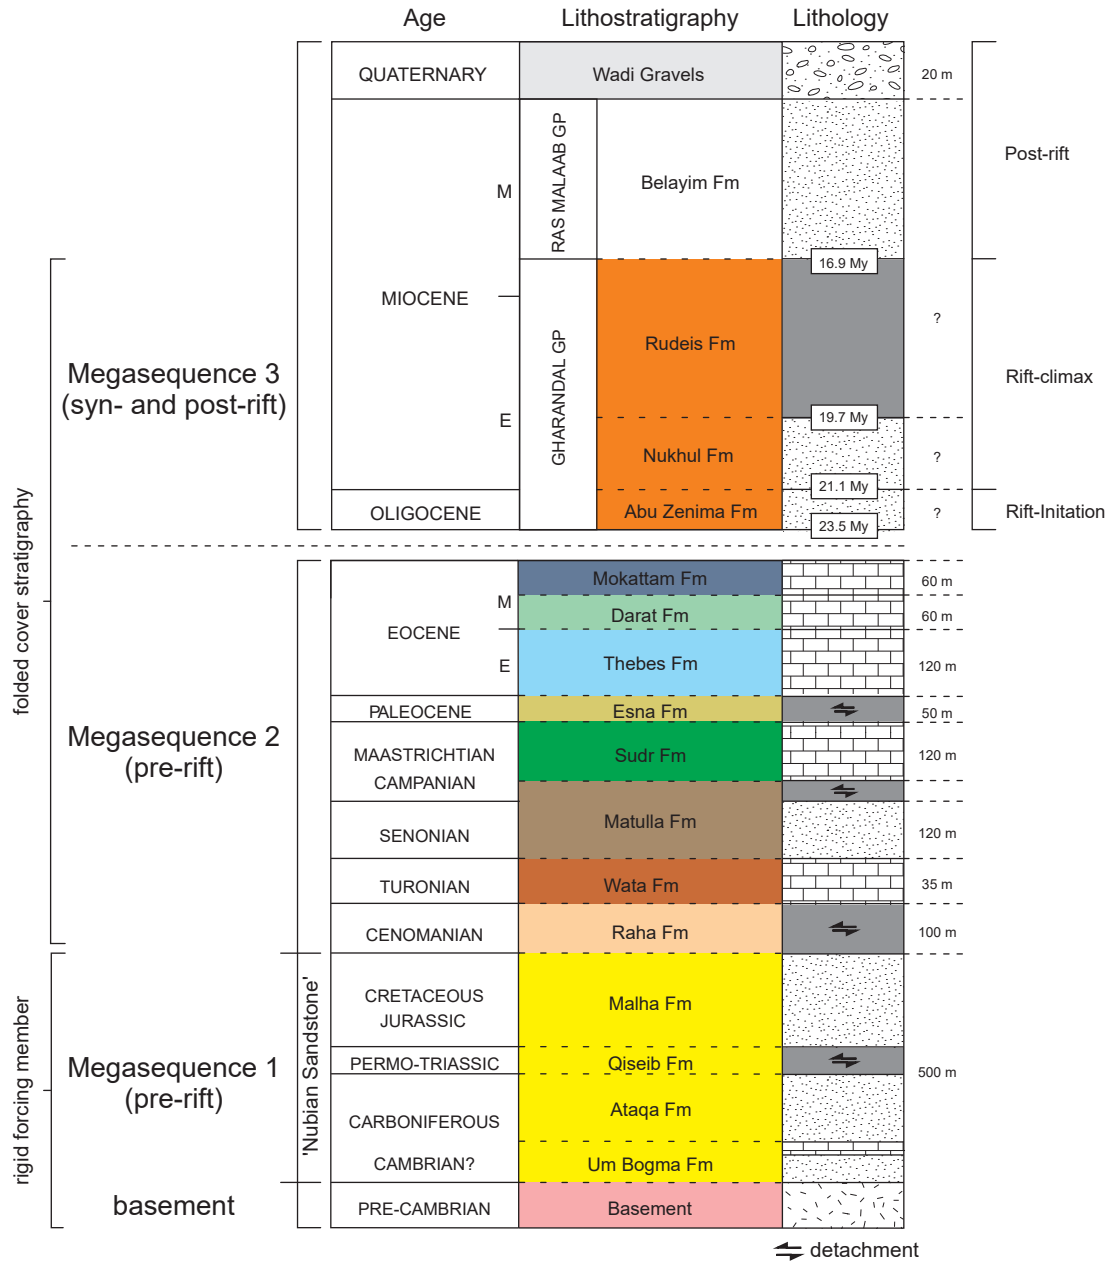 Age Lithostratigraphy Lithology
QUATERNARY Wadi Gravels 20 m
RAS MALAAB GP
Post-rift
M Belayim Fm
16.9 My
MIOCENE
?
GHARANDAL GP
Rudeis Fm
Megasequence 3
(syn- and post-rift)
Rift-climax
19.7 My
E
Nukhul Fm ?
21.1 My
OLIGOCENE Abu Zenima Fm ? Rift-Initation
23.5 My
folded cover stratigraphy
Mokattam Fm 60 m
M
Darat Fm 60 m
EOCENE
E Thebes Fm 120 m
PALEOCENE Esna Fm 50 m
Megasequence 2
(pre-rift)
MAASTRICHTIAN Sudr Fm 120 m
CAMPANIAN
Matulla Fm
SENONIAN 120 m
TURONIAN Wata Fm 35 m
CENOMANIAN Raha Fm 100 m
rigid forcing member
'Nubian Sandstone'
CRETACEOUS
JURASSIC
Malha Fm
Megasequence 1
(pre-rift)
PERMO-TRIASSIC Qiseib Fm
500 m
Ataqa Fm
CARBONIFEROUS
CAMBRIAN? Um Bogma Fm
basement PRE-CAMBRIAN Basement
detachment